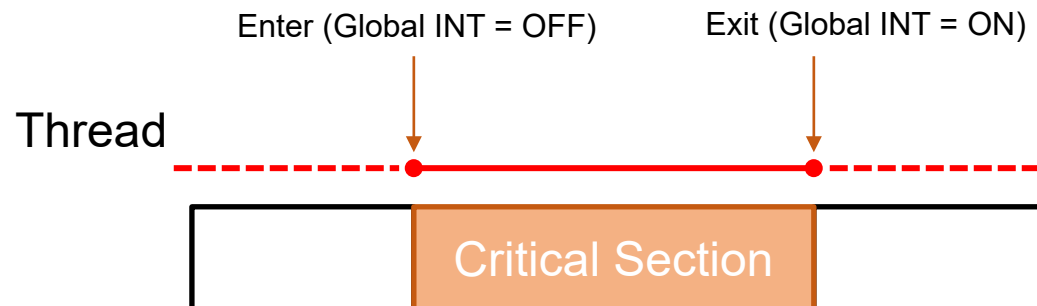 Enter (Global INT = OFF)
Exit (Global INT = ON)
Thread
Critical Section